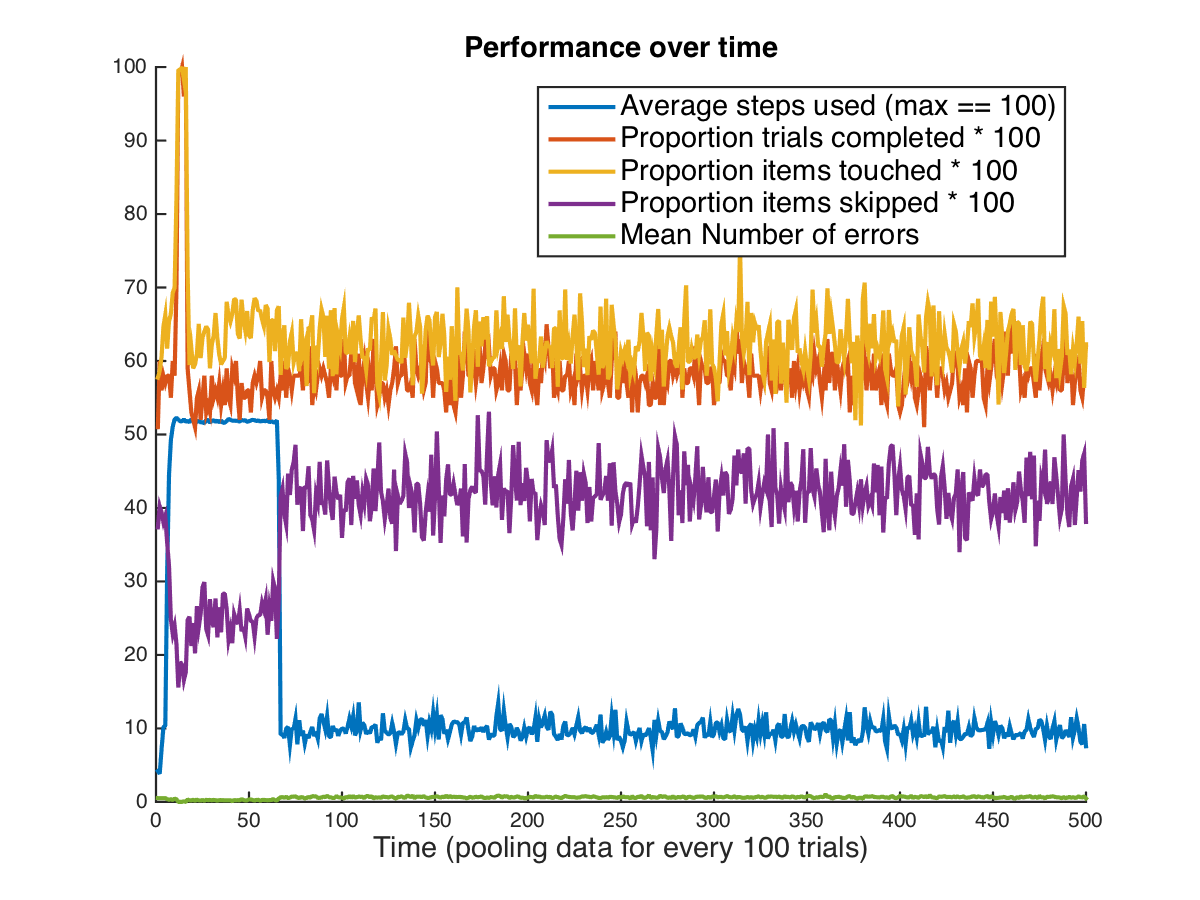 Performance over time
100
90
80
70
60
50
40
30
20
10
0
Average steps used (max == 100)
Proportion trials completed * 100
Proportion items touched * 100
Proportion items skipped * 100
Mean Number of errors
0 50 100 150 200 250 300 350 400 450 500
Time (pooling data for every 100 trials)